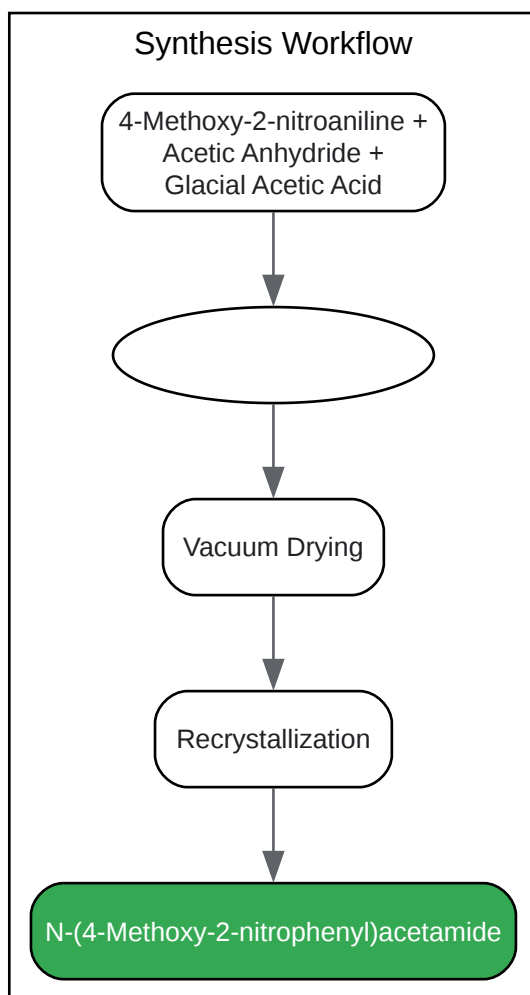 Synthesis Workflow
4-Methoxy-2-nitroaniline +
Acetic Anhydride +
Glacial Acetic Acid
Vacuum Drying
Recrystallization
N-(4-Methoxy-2-nitrophenyl)acetamide